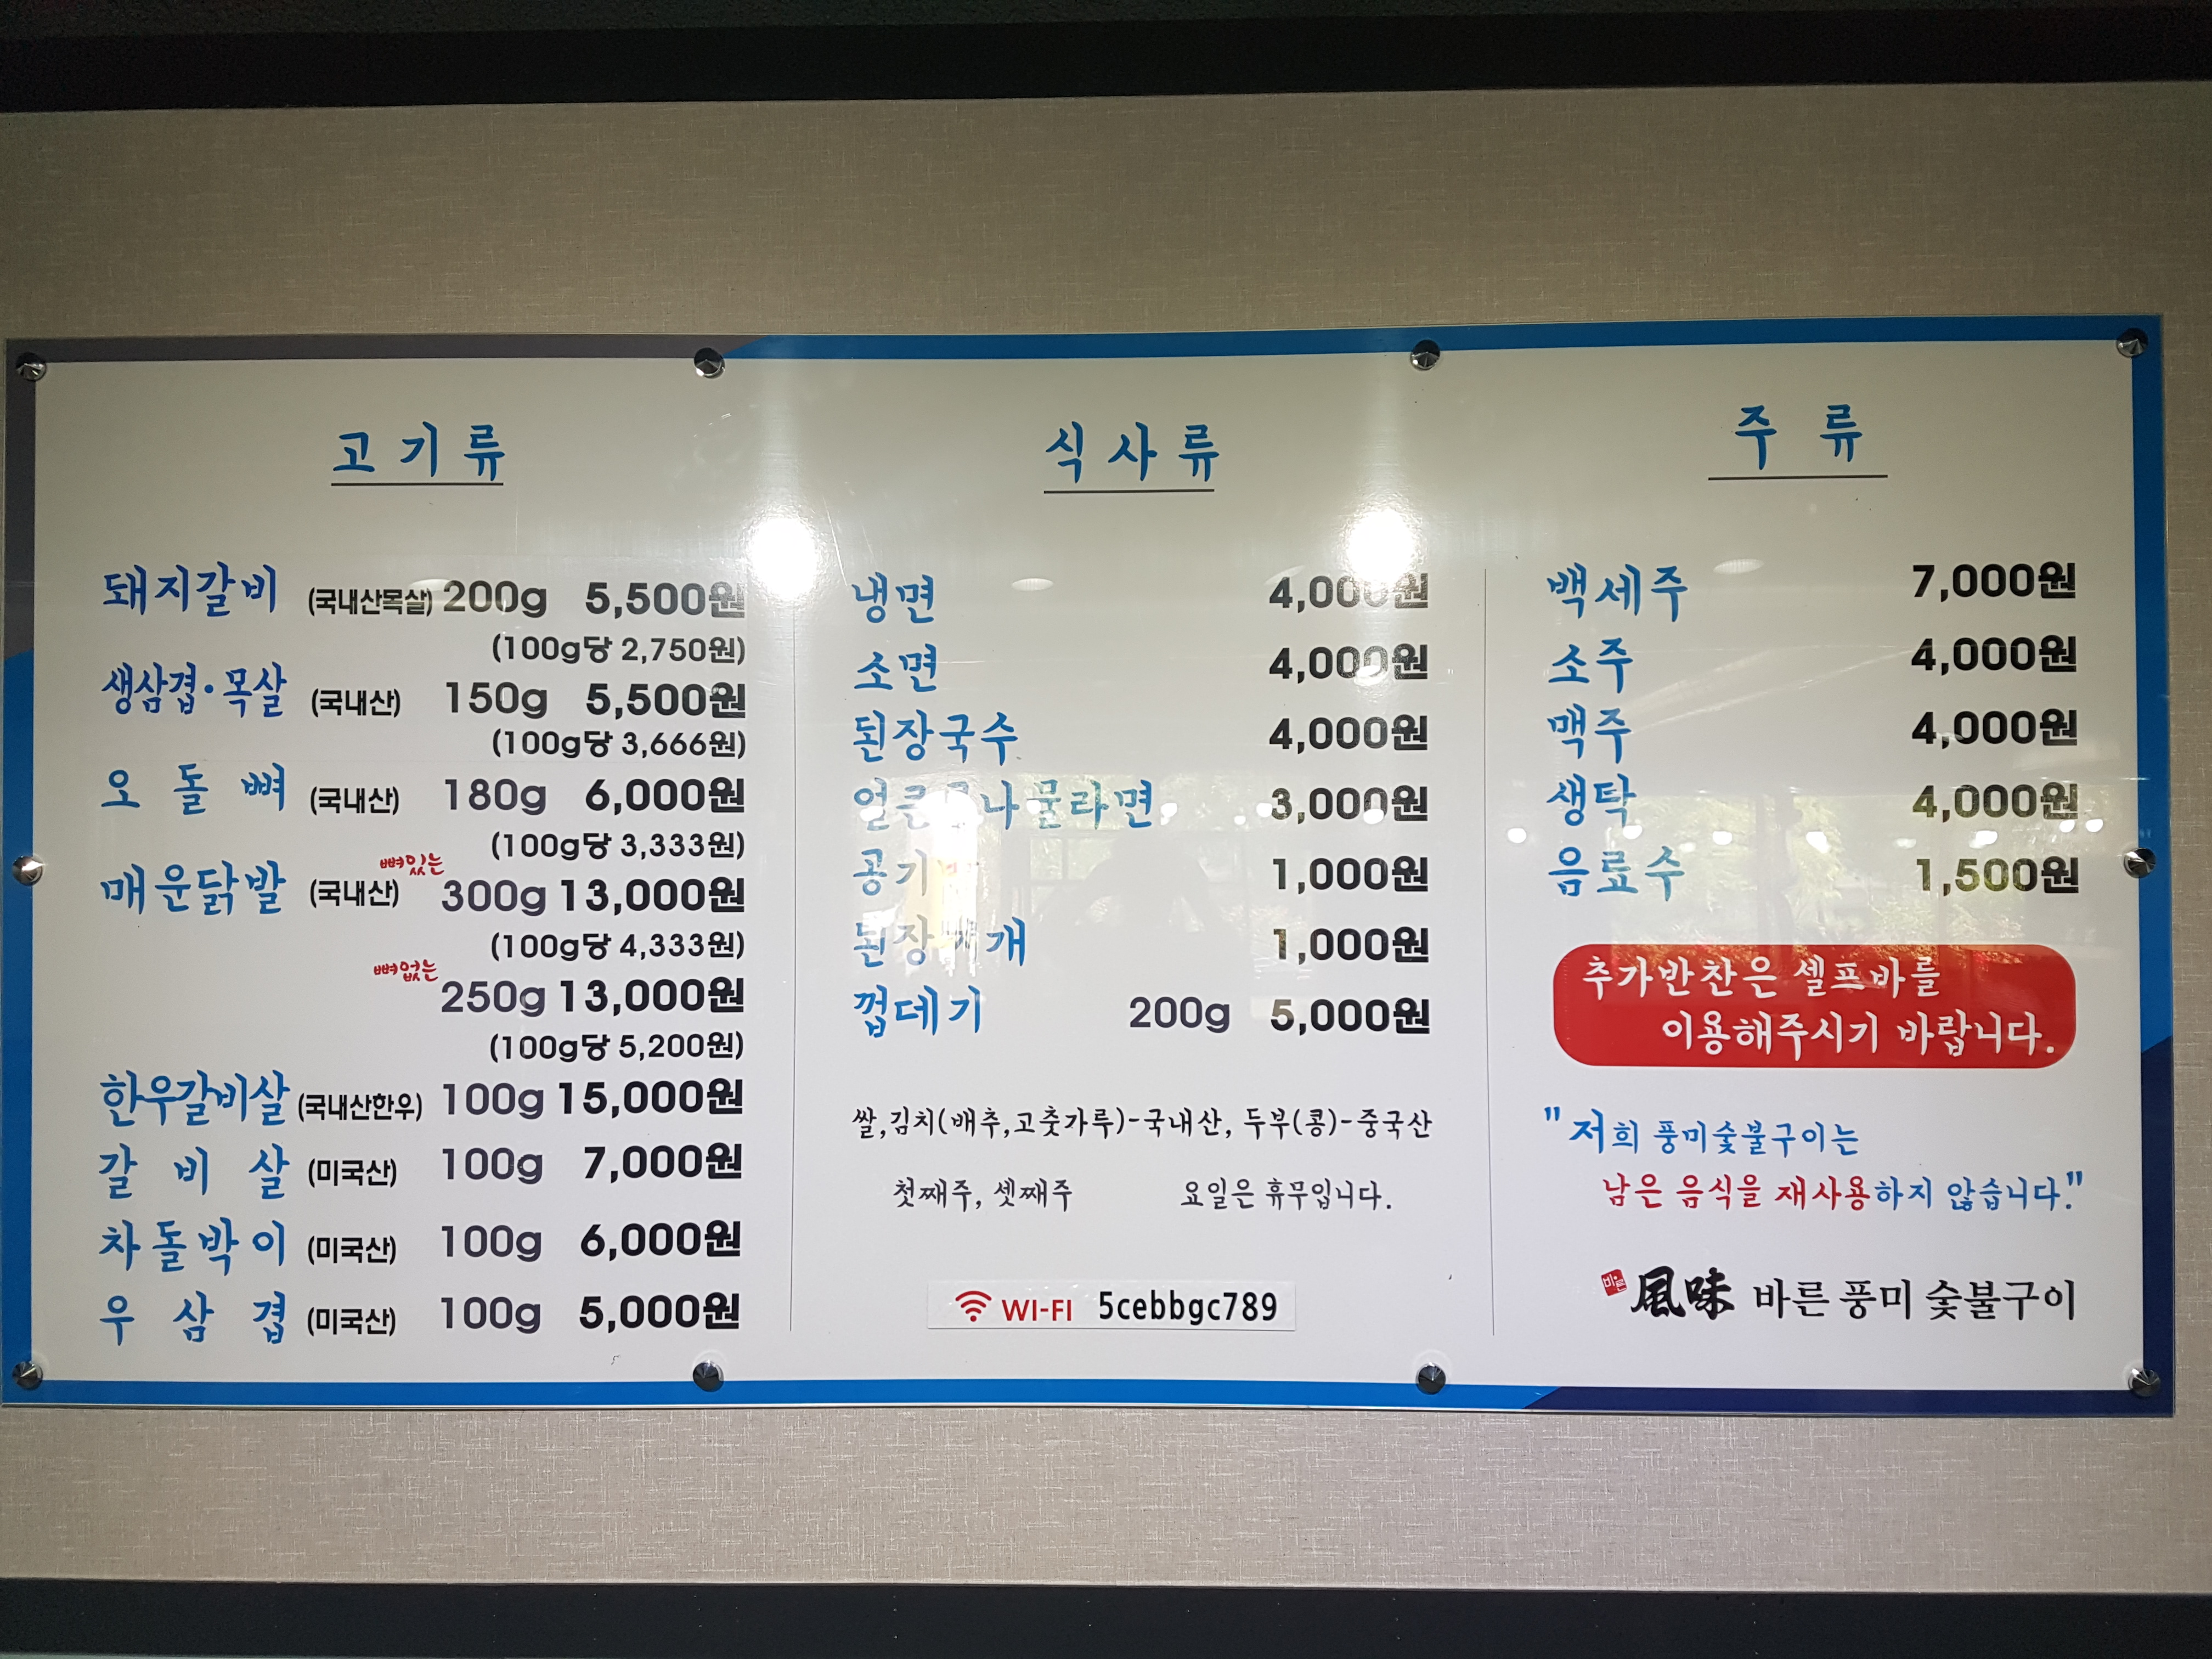 고기류
돼지갈비 (국내산목살) 200g 5,500원
(100g당 2,750원)
생삼겹·목살 (국내산) 150g 5,500원
(100g당 3,666원)
오돌뼈 (국내산) 180g 6,000원
(100g당 3,333원)
뼈있는
매운닭발 (국내산) 300g 13,000원
(100g당 4,333원)
뼈없는
250g 13,000원
(100g당 5,200원)
한우갈비살 (국내산한우) 100g 15,000원
갈비살 (미국산) 100g 7,000원
차돌박이 (미국산) 100g 6,000원
우삼겹 (미국산) 100g 5,000원
식사류
냉면 4,000원
소면 4,000원
된장국수 4,000원
3,000원
1,000원
된장찌개 1,000원
껍데기 200g 5,000원
쌀,김치(배추,고춧가루)-국내산, 두부(콩)-중국산
첫째주, 셋째주 요일은 휴무입니다.
WI-FI 5cebbgc789
주류
백세주 7,000원
소주 4,000원
맥주 4,000원
생탁 4,000원
음료수 1,500원
추가반찬은 셀프바를
이용해주시기 바랍니다.
"저희 풍미숯불구이는
남은 음식을 재사용하지 않습니다."
바른 風味 바른 풍미 숯불구이